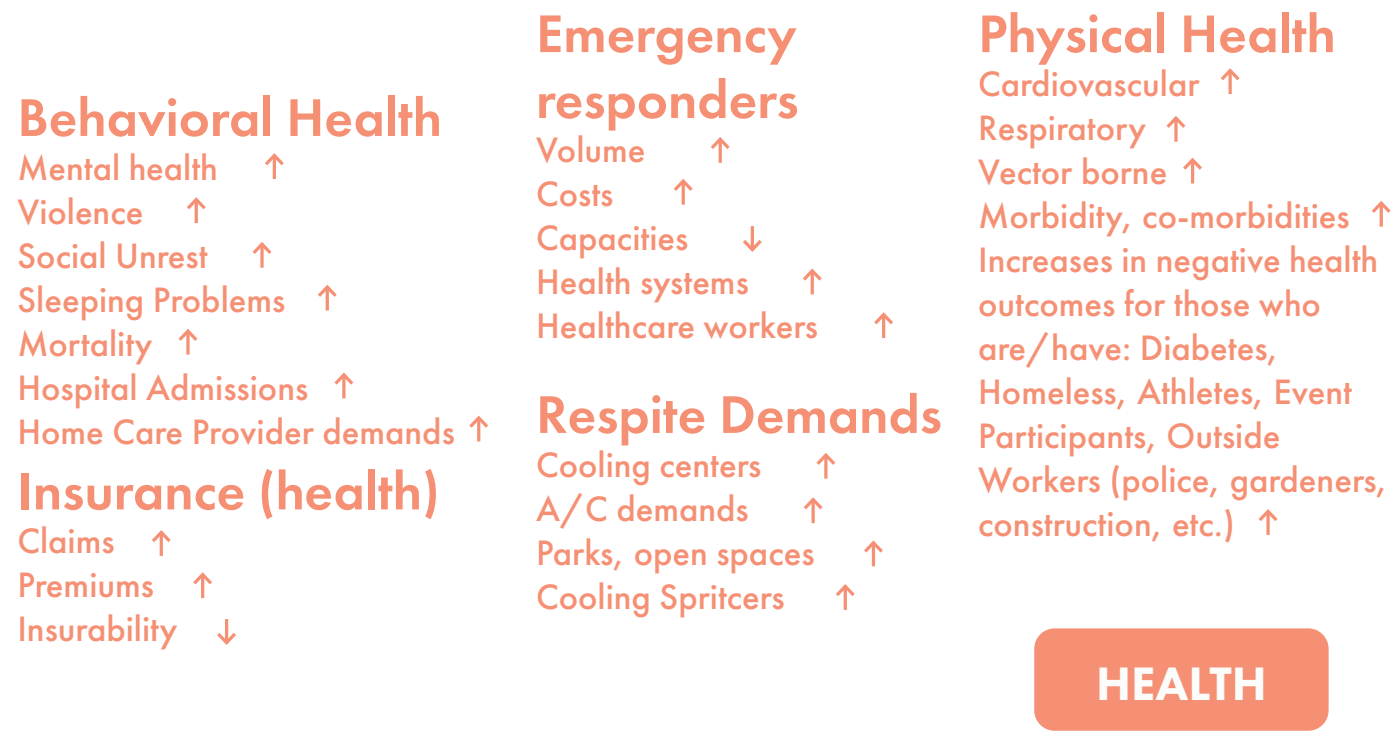 Behavioral Health
Mental health ↑
Violence ↑
Social Unrest ↑
Sleeping Problems ↑
Mortality ↑
Hospital Admissions ↑
Home Care Provider demands ↑
Insurance (health)
Claims ↑
Premiums ↑
Insurability ↓
Emergency
responders
Volume ↑
Costs ↑
Capacities ↓
Health systems ↑
Healthcare workers ↑
Respite Demands
Cooling centers ↑
A/C demands ↑
Parks, open spaces ↑
Cooling Spritcers ↑
Physical Health
Cardiovascular ↑
Respiratory ↑
Vector borne ↑
Morbidity, co-morbidities ↑
Increases in negative health
outcomes for those who
are/have: Diabetes,
Homeless, Athletes, Event
Participants, Outside
Workers (police, gardeners,
construction, etc.) ↑
HEALTH